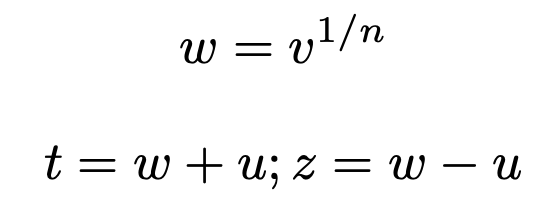 w = v^{1/n}
t = w + u; z = w − u